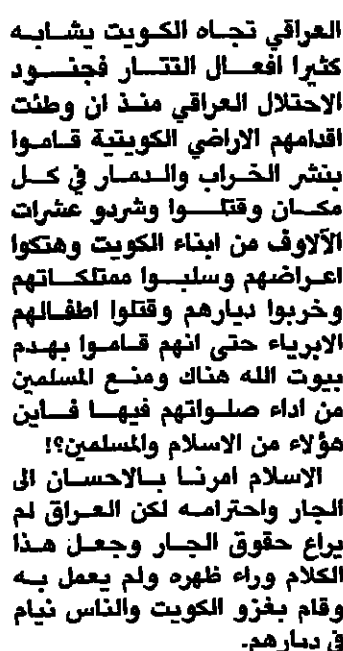 العراقي تجاه الكويت يشابه
كثيرا افعال التتار فجنود
الاحتلال العراقي منذ ان وطئت
اقدامهم الاراضي الكويتية قاموا
بنشر الخراب والدمار في كل
مكان وقتلوا وشردو عشرات
الآلاوف من ابناء الكويت وهتكوا
اعراضهم وسلبوا ممتلكاتهم
وخربوا ديارهم وقتلوا اطفالهم
الابرياء حتى انهم قاموا بهدم
بيوت الله هناك ومنع المسلمين
من اداء صلواتهم فيها فاين
هؤلاء من الاسلام والمسلمين؟!
الاسلام امرنا بالاحسان الى
الجار واحترامه لكن العراق لم
يراع حقوق الجار وجعل هذا
الكلام وراء ظهره ولم يعمل به
وقام بغزو الكويت والناس نيام
في ديارهم.